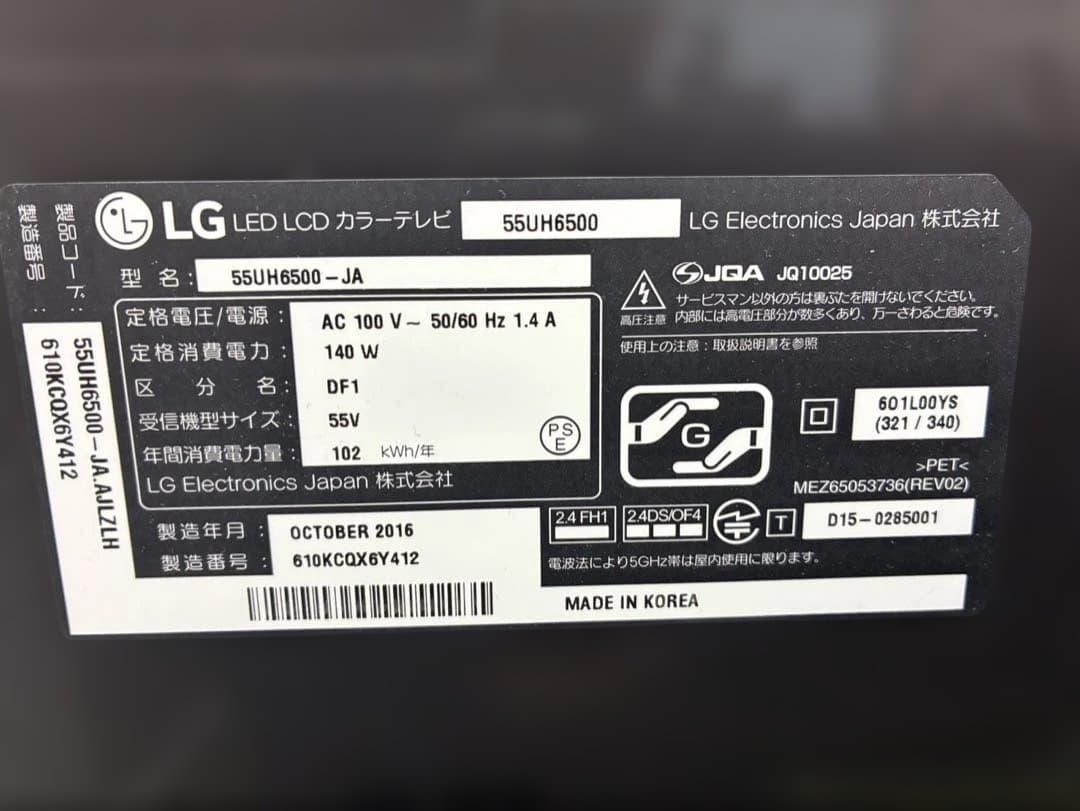 LG LED LCD カラーテレビ 55UH6500 LG Electronics Japan 株式会社
型 名 : 55UH6500-JA
定格電圧/電源 : AC 100 V~ 50/60 Hz 1.4 A
定格消費電力 : 140 W
区 分 名 : DF1
受信機型サイズ : 55V
年間消費電力量 : 102 kWh/年
PS
E
LG Electronics Japan 株式会社
製造年月 : OCTOBER 2016
製造番号 : 610KCQX6Y412
製品コード : 55UH6500-JA.AJLZLLH
製造番号 : 610KCQX6Y412
JQA JQ10025
高圧注意
サービスマン以外の方は裏ぶたを開けないでください。
内部には高電圧部分が数多くあり、万一さわると危険です。
使用上の注意 : 取扱説明書を参照
G
601L00YS
(321 / 340)
>PET<
MEZ65053736(REV02)
2.4 FH1
2.4DS/OF4
T
D15-0285001
電波法により5GHz帯は屋内使用に限ります。
MADE IN KOREA